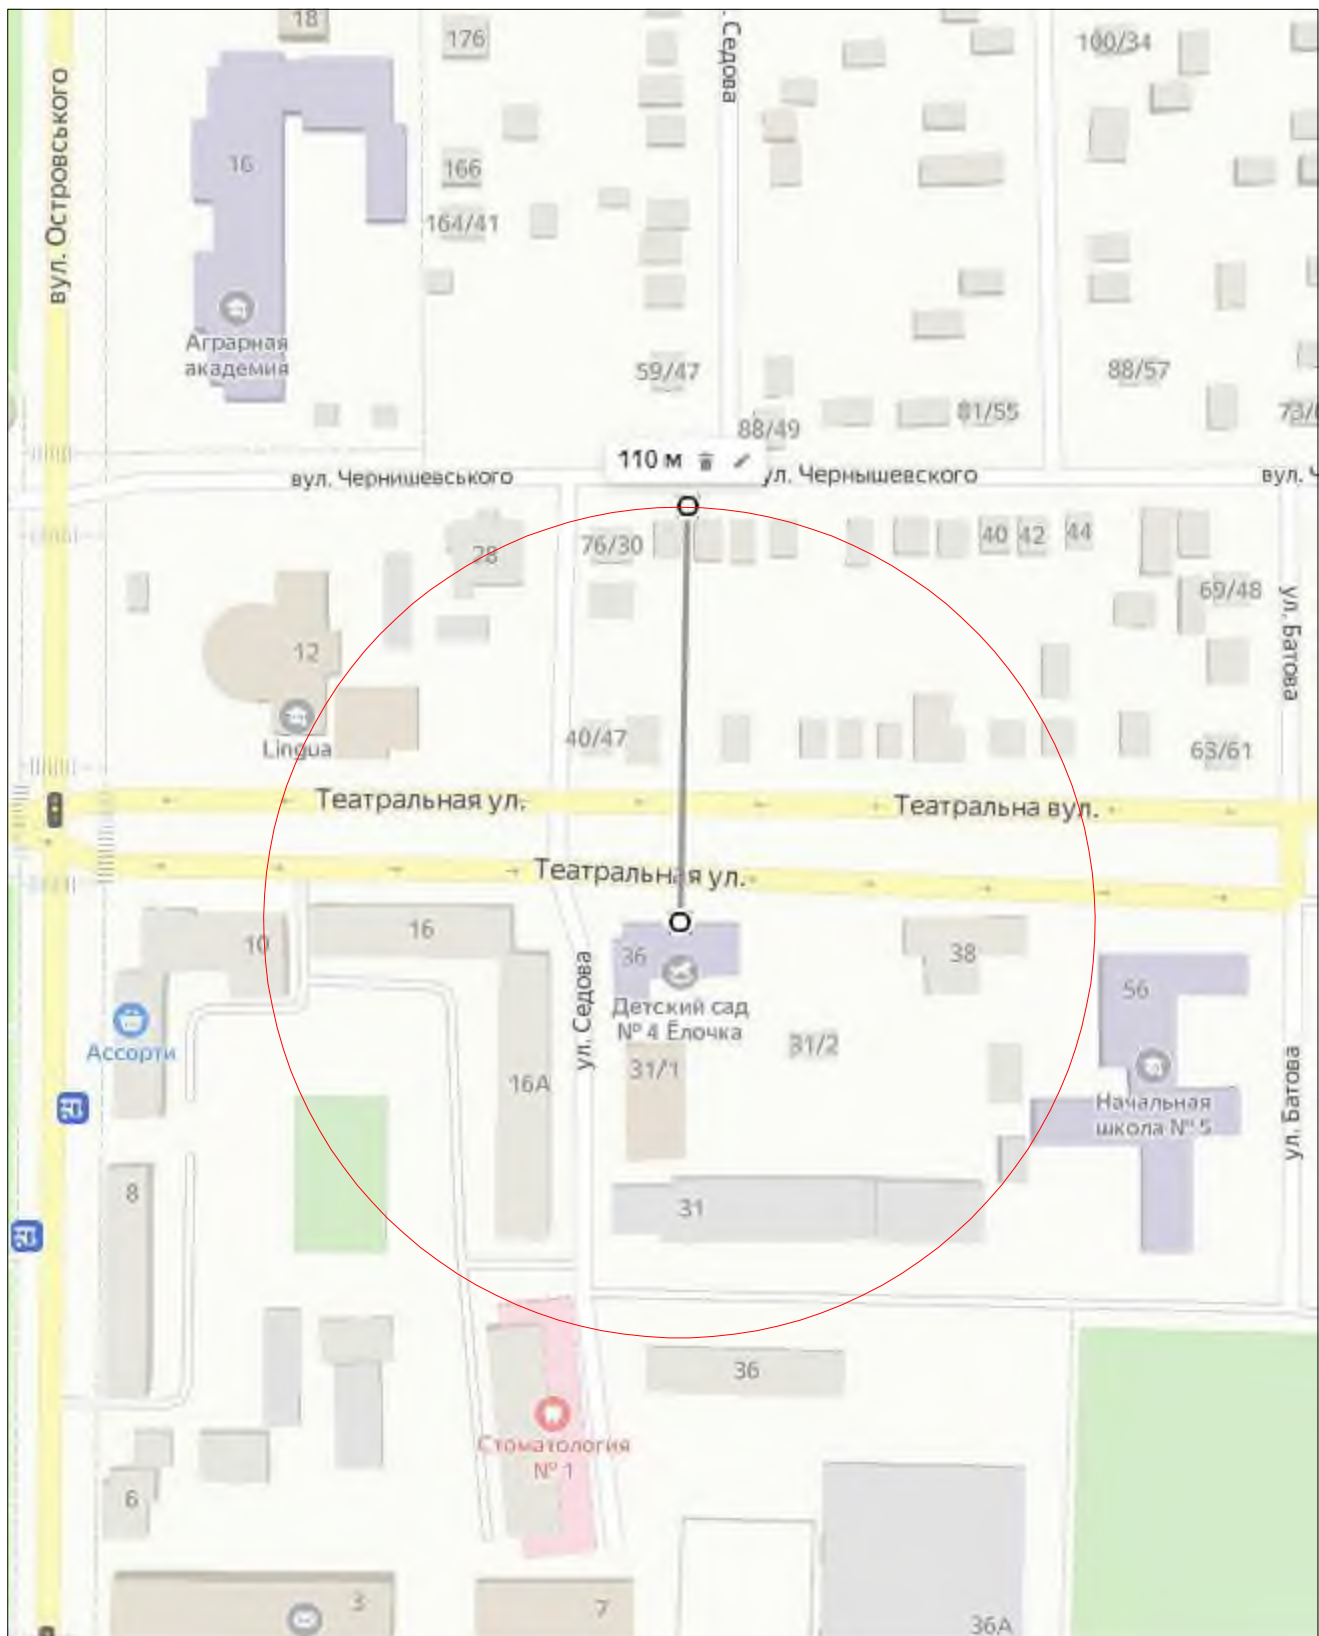 18
176
. Седова
100/34
вул. Островського
16
166
164/41
Аграрная
академия
59/47
88/57
88/49
81/55
110 м
вул. Чернишевського
ул. Чернышевского
вул.
28
76/30
40
42
44
69/48
ул. Батова
12
Lingua
40/47
63/61
Театральная ул.
Театральна вул.
Театральная ул.
10
16
36
38
56
Детский сад
№ 4 Ёлочка
ул. Седова
31/2
31/1
16А
Ассорти
Начальная
школа № 5
ул. Батова
8
31
36
Стоматология
№ 1
6
3
7
36А